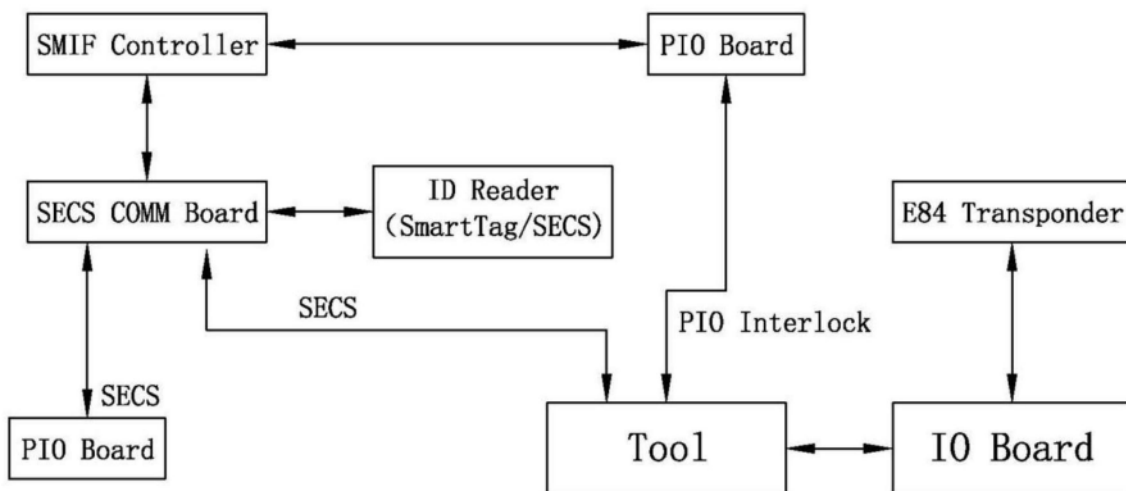 SMIF Controller
PIO Board
SECS COMM Board
ID Reader
(SmartTag/SECS)
E84 Transponder
SECS
PIO Interlock
SECS
PIO Board
Tool
IO Board